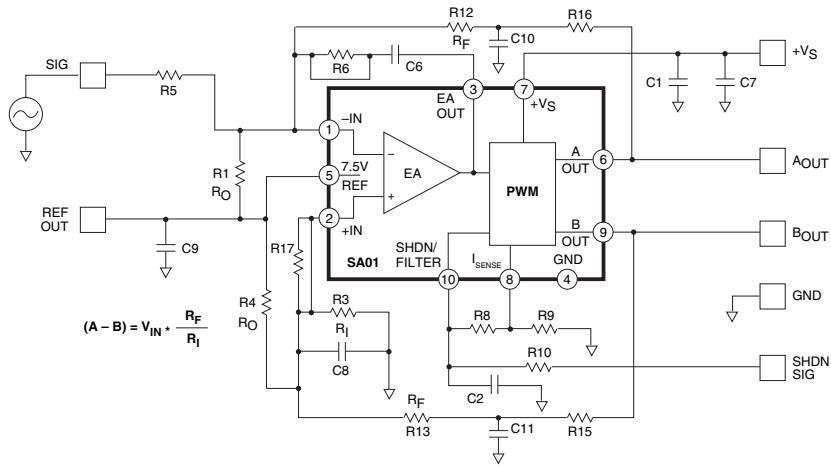 R12
R16
RF
C10
SIG
R5
R6
C6
+VS
C1
C7
3
7
EA
OUT
+VS
1
–IN
R1
RO
5
7.5V
REF
EA
–
+
PWM
A
OUT
6
AOUT
REF
OUT
2
+IN
B
OUT
9
BOUT
C9
R17
SHDN/
FILTER
ISENSE
GND
SA01
10
8
4
R4
RO
R3
RI
R8
R9
GND
(A – B) = VIN * RF
RI
C8
R10
SHDN
SIG
C2
RF
R13
C11
R15